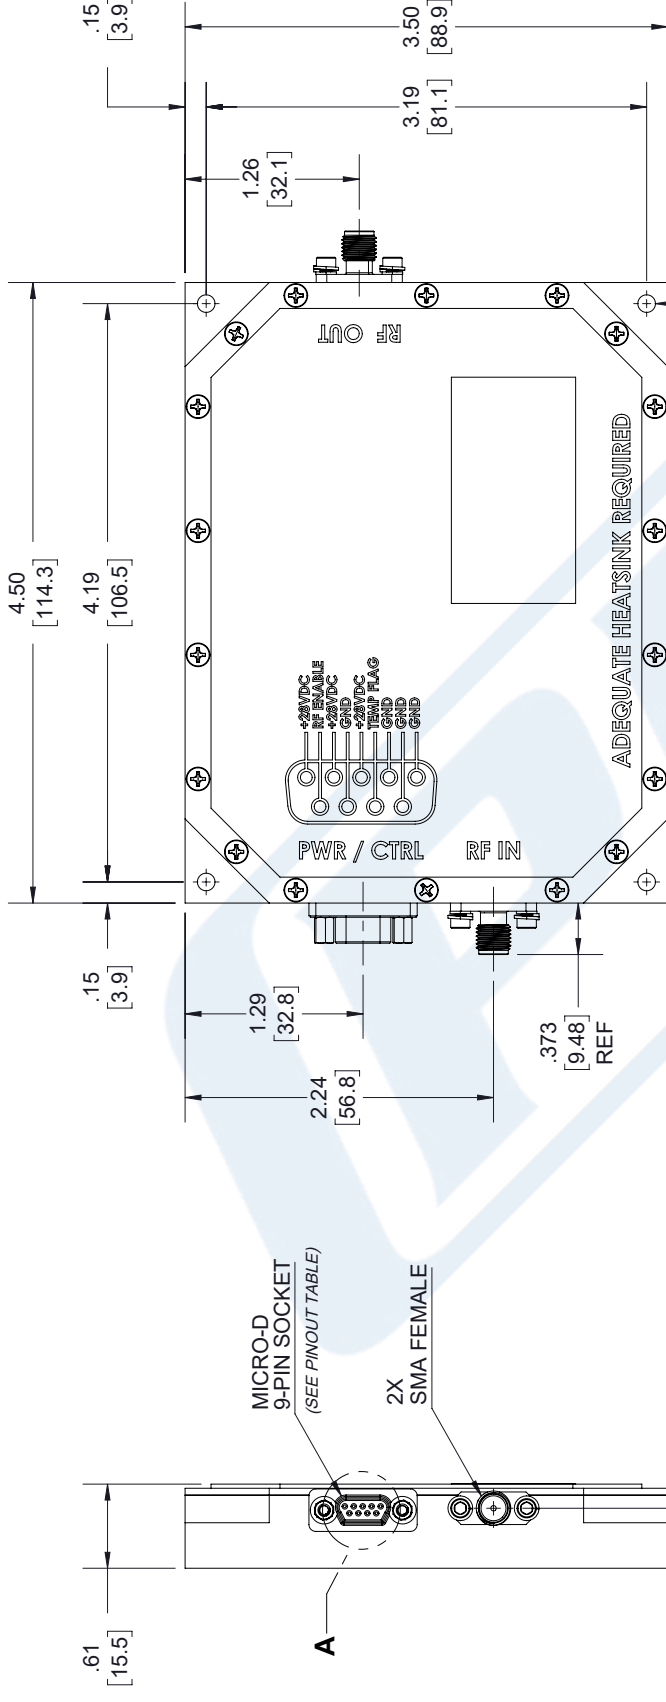 .15
[3.9]
3.50
[88.9]
3.19
[81.1]
1.26
[32.1]
4.50
[114.3]
4.19
[106.5]
.15
[3.9]
1.29
[32.8]
2.24
[56.8]
.373
[9.48]
REF
RF OUT
+28VDC
RF ENABLE
+28VDC
GND
+28VDC
TEMP FLAG
GND
GND
GND
PWR / CTRL
RF IN
ADEQUATE HEATSINK REQUIRED
MICRO-D
9-PIN SOCKET
(SEE PINOUT TABLE)
2X
SMA FEMALE
A
.61
[15.5]